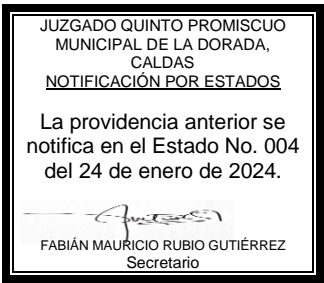 JUZGADO QUINTO PROMISCUO
MUNICIPAL DE LA DORADA,
CALDAS
NOTIFICACIÓN POR ESTADOS
La providencia anterior se
notifica en el Estado No. 004
del 24 de enero de 2024.
FABIÁN MAURICIO RUBIO GUTIÉRREZ
Secretario